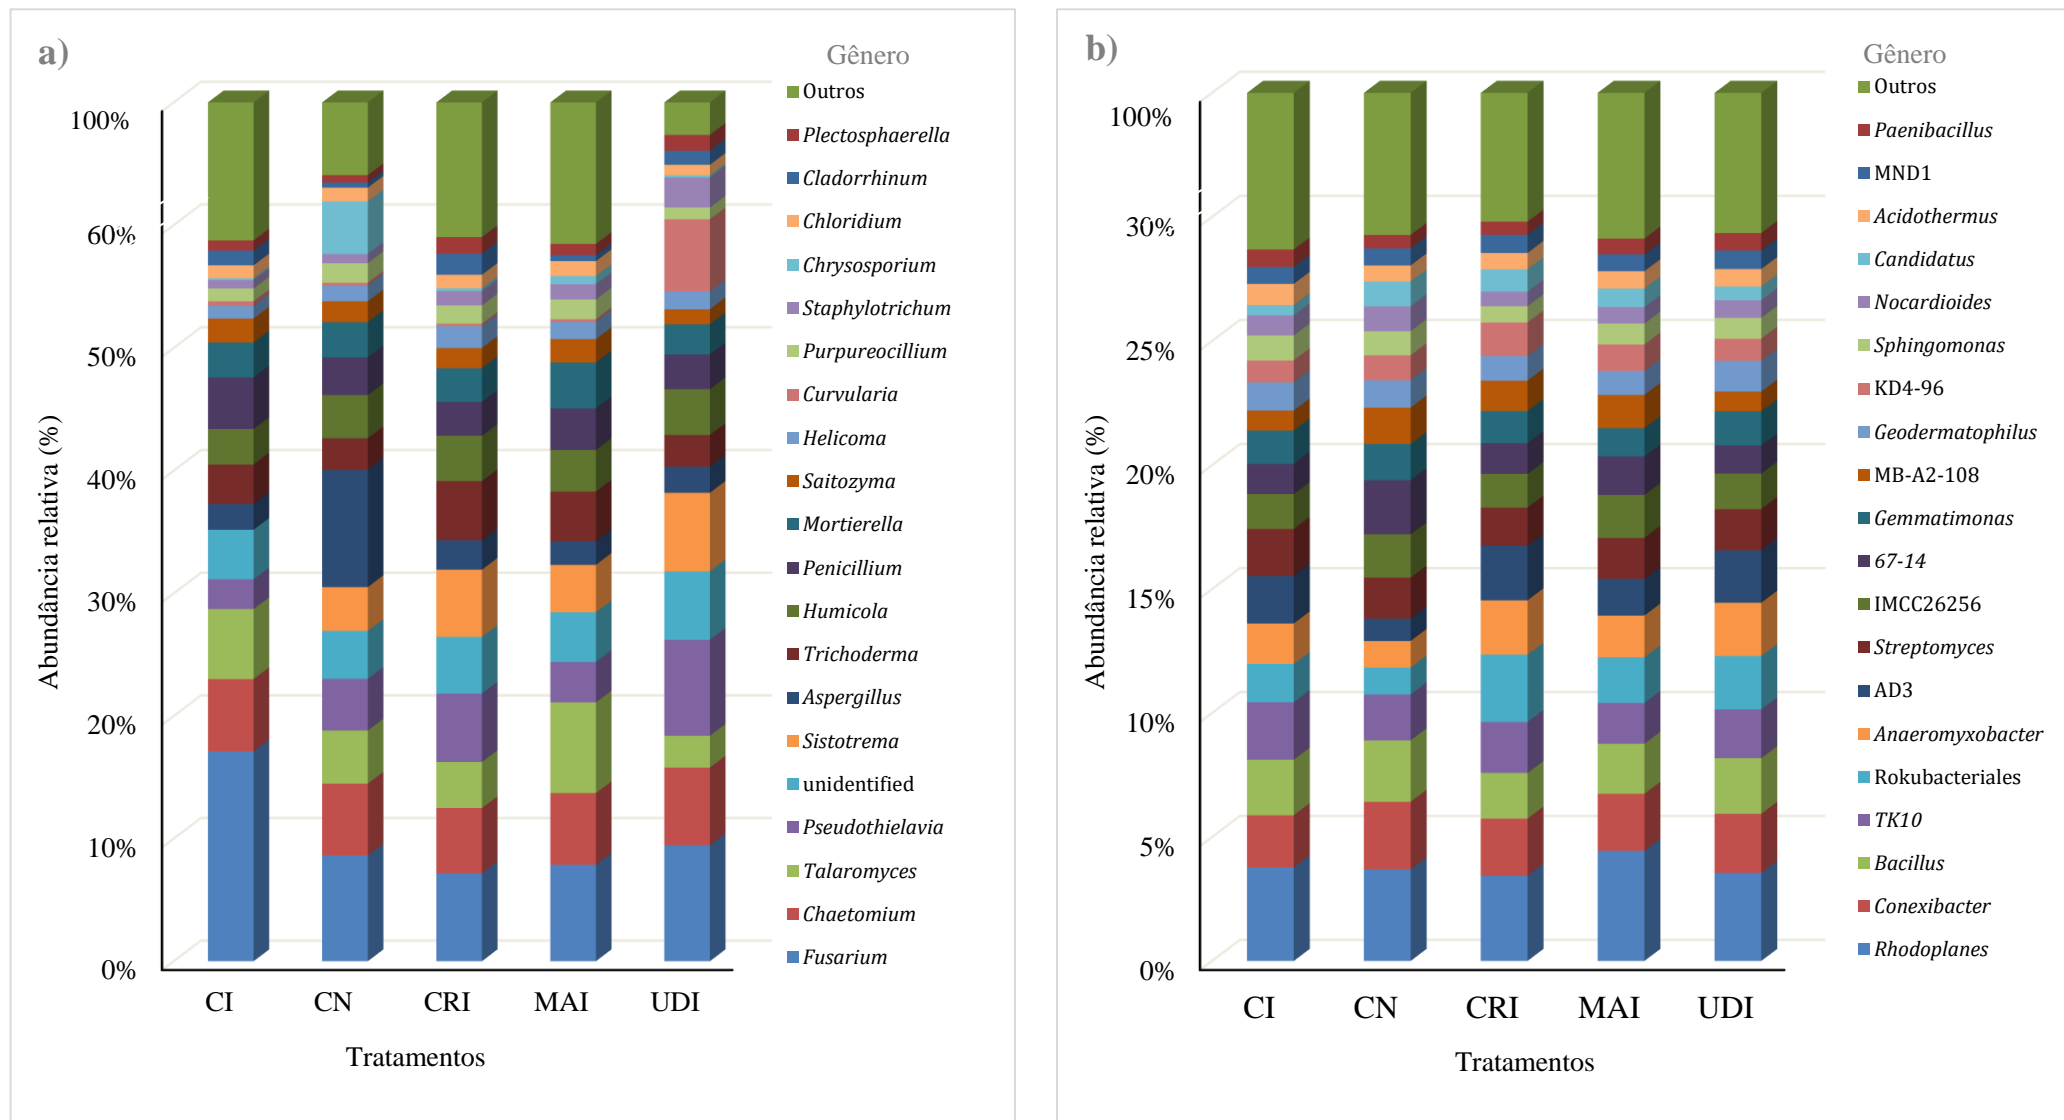 a)
Gênero
Outros
Plectosphaerella
Cladorrhinum
Chloridium
Chrysosporium
Staphylotrichum
Purpureocillium
Curvularia
Helicoma
Saitozyma
Mortierella
Penicillium
Humicola
Trichoderma
Aspergillus
Sistotrema
unidentified
Pseudothielavia
Talaromyces
Chaetomium
Fusarium
100%
60%
50%
40%
30%
20%
10%
0%
Abundância relativa (%)
CI CN CRI MAI UDI
Tratamentos
b)
Gênero
Outros
Paenibacillus
MND1
Acidothermus
Candidatus
Nocardioides
Sphingomonas
KD4-96
Geodermatophilus
MB-A2-108
Gemmatimonas
67-14
IMCC26256
Streptomyces
AD3
Anaeromyxobacter
Rokubacteriales
TK10
Bacillus
Conexibacter
Rhodoplanes
100%
30%
25%
20%
15%
10%
5%
0%
Abundância relativa (%)
CI CN CRI MAI UDI
Tratamentos